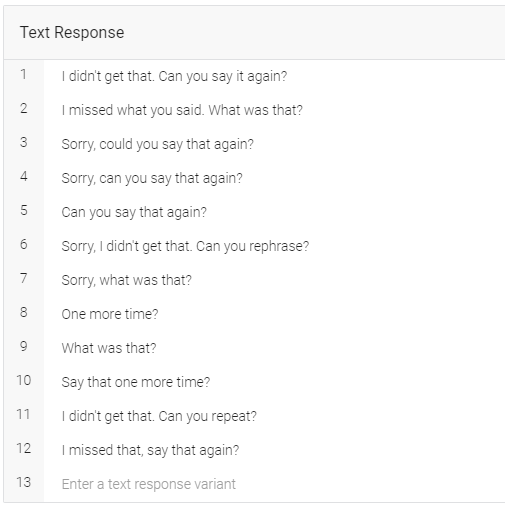 Text Response
1 I didn't get that. Can you say it again?
2 I missed what you said. What was that?
3 Sorry, could you say that again?
4 Sorry, can you say that again?
5 Can you say that again?
6 Sorry, I didn't get that. Can you rephrase?
7 Sorry, what was that?
8 One more time?
9 What was that?
10 Say that one more time?
11 I didn't get that. Can you repeat?
12 I missed that, say that again?
13 Enter a text response variant